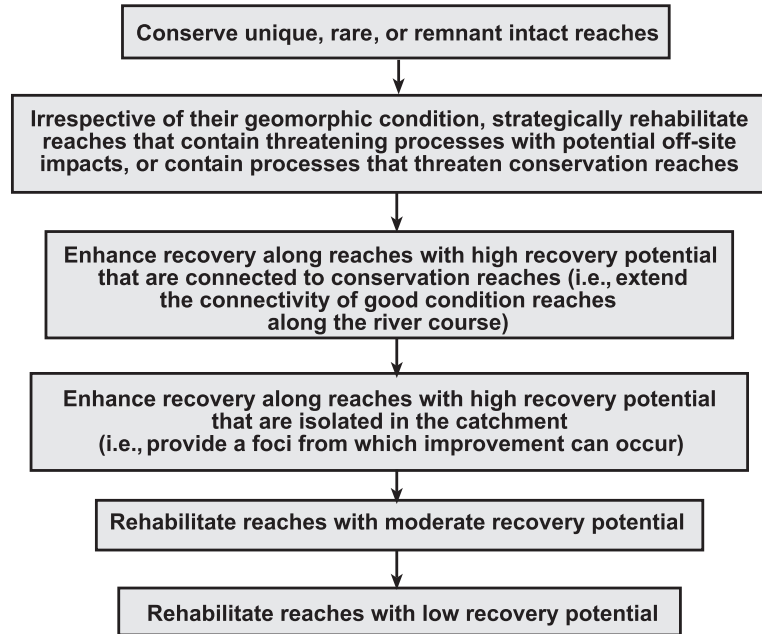 Conserve unique, rare, or remnant intact reaches
Irrespective of their geomorphic condition, strategically rehabilitate
reaches that contain threatening processes with potential off-site
impacts, or contain processes that threaten conservation reaches
Enhance recovery along reaches with high recovery potential
that are connected to conservation reaches (i.e., extend
the connectivity of good condition reaches
along the river course)
Enhance recovery along reaches with high recovery potential
that are isolated in the catchment
(i.e., provide a foci from which improvement can occur)
Rehabilitate reaches with moderate recovery potential
Rehabilitate reaches with low recovery potential